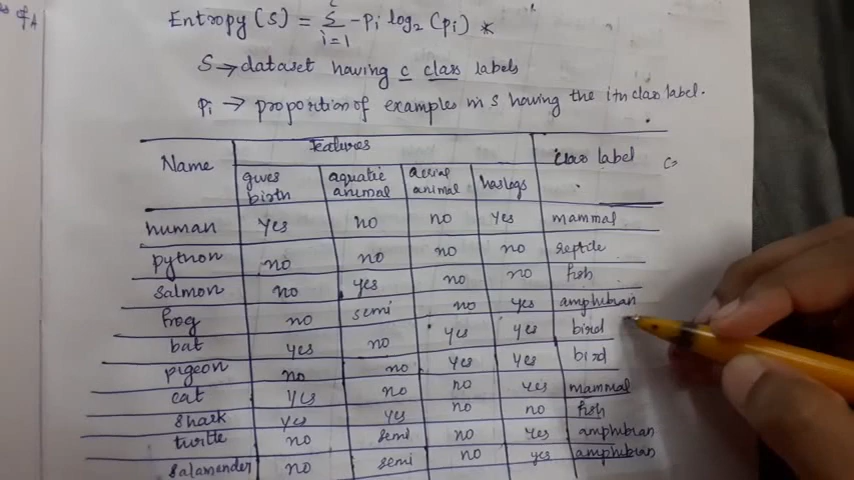 Entropy (S) = c Σ i=1 -Pi log2 (pi) *
S → dataset having c class labels
Pi → proportion of examples in S having the ith class label.
Name Features class label
gives birth aquatic animal aerial animal has legs
human yes no no yes mammal
python no no no no reptile
salmon no yes no no fish
frog no semi no yes amphibian
bat yes no yes yes bird
pigeon no no yes yes bird
cat yes no no yes mammal
shark yes yes no no fish
turtle no semi no yes amphibian
salamander no semi no yes amphibian